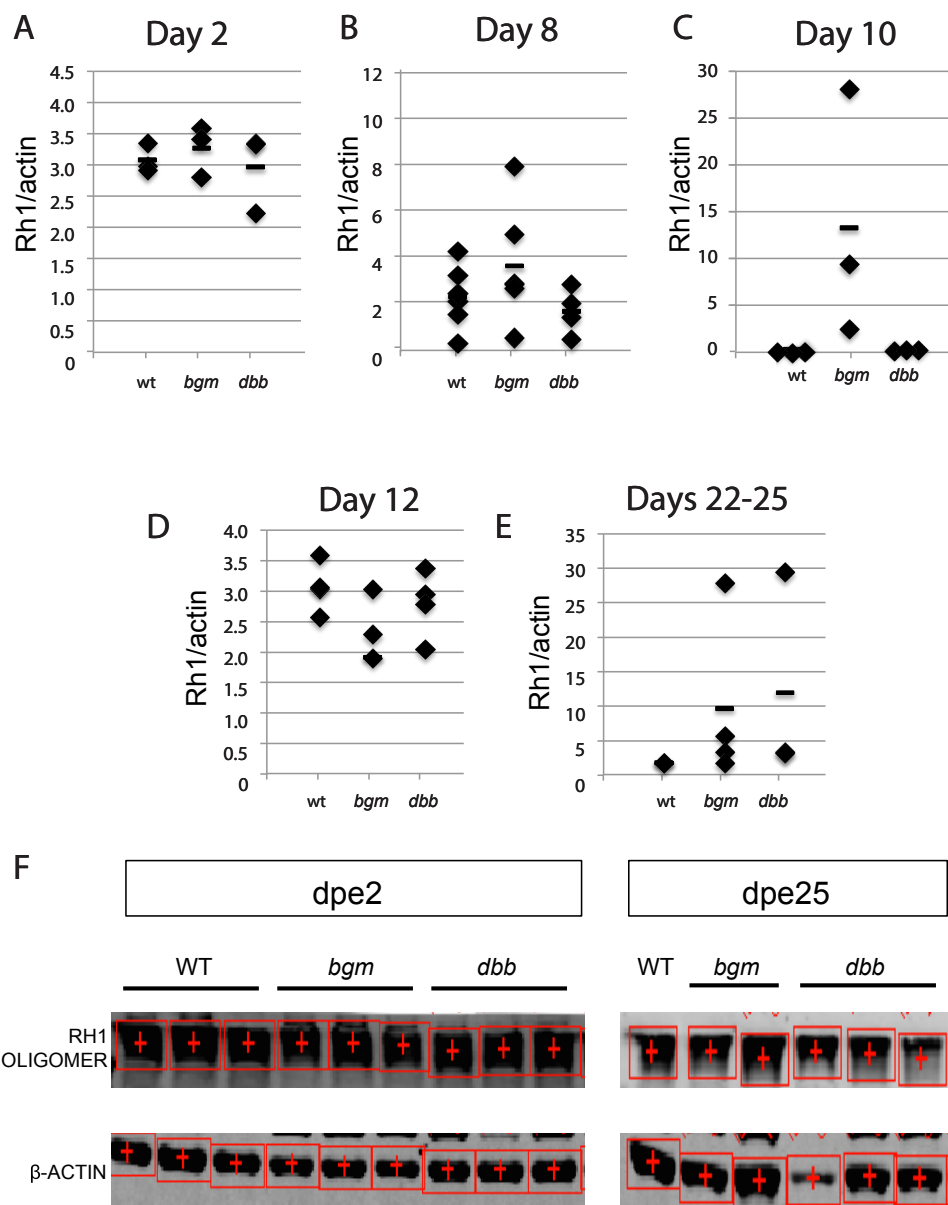 A
Day 2
Rh1/actin
4.5
4.0
3.5
3.0
2.5
2.0
1.5
1.0
0.5
0
wt
bgm
dbb
B
Day 8
Rh1/actin
12
10
8
6
4
2
0
wt
bgm
dbb
C
Day 10
Rh1/actin
30
25
20
15
10
5
0
wt
bgm
dbb
D
Day 12
Rh1/actin
4.0
3.5
3.0
2.5
2.0
1.5
1.0
0.5
0
wt
bgm
dbb
E
Days 22-25
Rh1/actin
35
30
25
20
15
10
5
0
wt
bgm
dbb
F
dpe2
dpe25
WT
bgm
dbb
WT
bgm
dbb
RH1
OLIGOMER
β-ACTIN